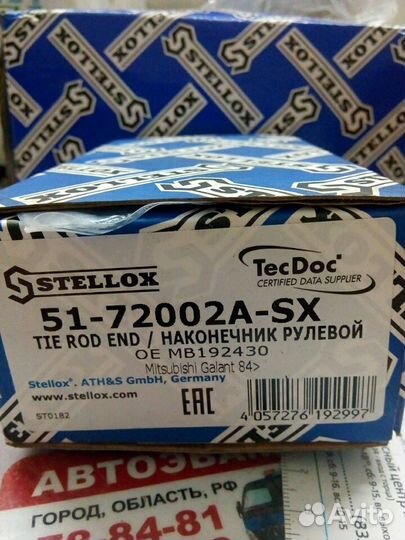 STELLOX
STELLOX
STELLOX
STELLOX
TecDoc
CERTIFIED DATA SUPPLIER
51-72002A-SX
TIE ROD END / НАКОНЕЧНИК РУЛЕВОЙ
OE MB192430
Mitsubishi Galant 84>
Stellox® ATH&S GmbH, Germany
www.stellox.com
EAC
ST0182
4 057276 192997
АВТОЭВА
ГОРОД, ОБЛАСТЬ, РФ
78-84-81
Avito